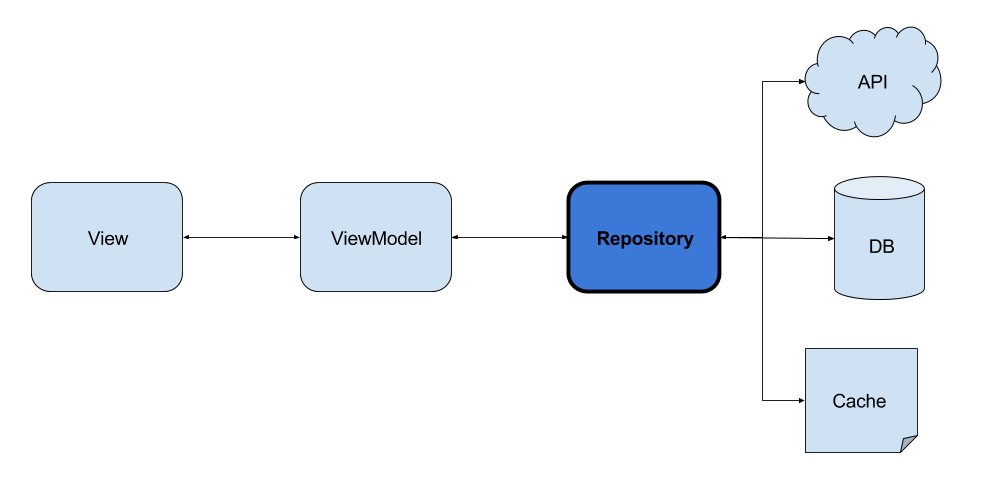 View
ViewModel
Repository
API
DB
Cache